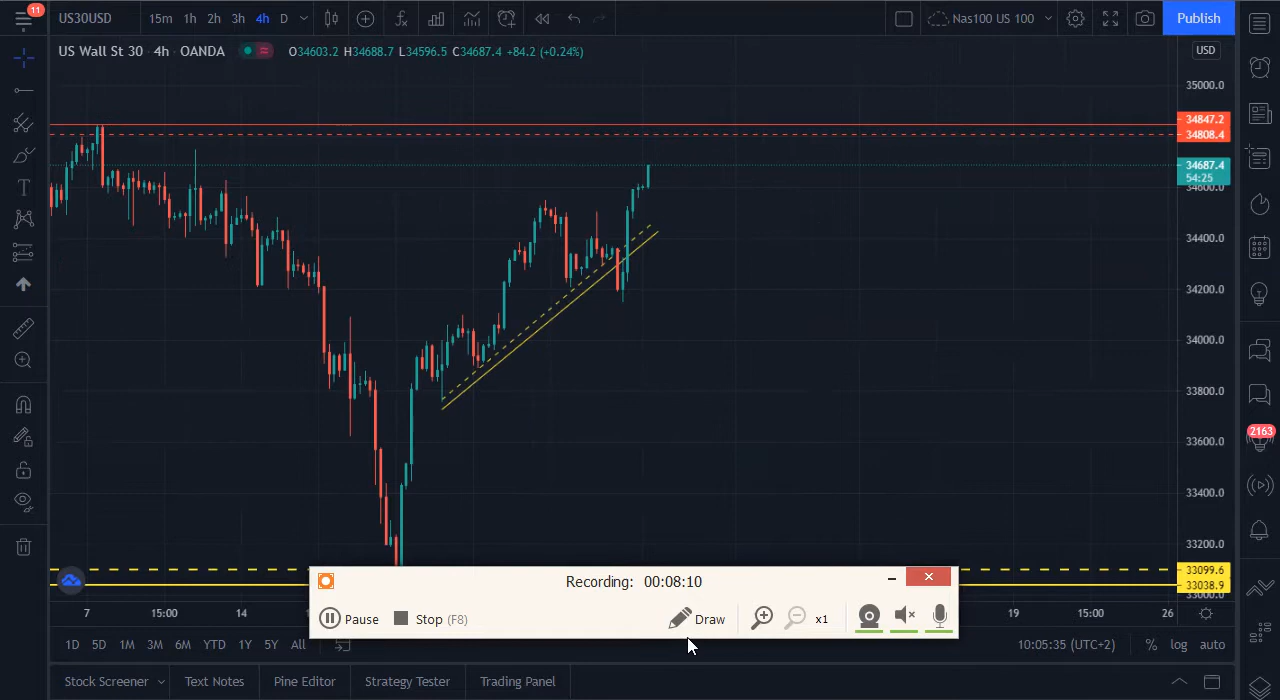 11 US30USD 15m 1h 2h 3h 4h D Nas100 US 100 Publish
US Wall St 30 · 4h · OANDA O34603.2 H34688.7 L34596.5 C34687.4 +84.2 (+0.24%) USD
35000.0
34847.2
34808.4
34687.4
54:25
34600.0
34400.0
34200.0
34000.0
33800.0
2163
33600.0
33400.0
33200.0
33099.6
33038.9
33000.0
Recording: 00:08:10
Pause Stop (F8) Draw x1
7 15:00 14 19 15:00 26
1D 5D 1M 3M 6M YTD 1Y 5Y All 10:05:35 (UTC+2) % log auto
Stock Screener Text Notes Pine Editor Strategy Tester Trading Panel